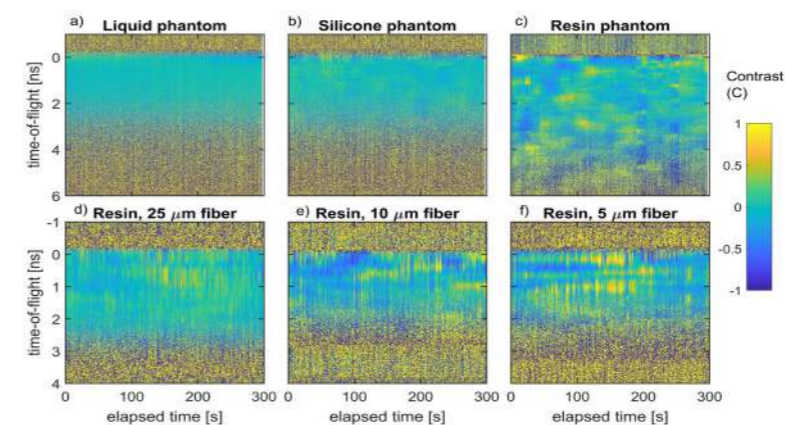 a) Liquid phantom
b) Silicone phantom
c) Resin phantom
time-of-flight [ns]
0
2
4
6
Contrast
(C)
1
0.5
0
-0.5
-1
d) Resin, 25 μm fiber
e) Resin, 10 μm fiber
f) Resin, 5 μm fiber
time-of-flight [ns]
-1
0
1
2
3
4
0 100 200 300 0 100 200 300 0 100 200 300
elapsed time [s] elapsed time [s] elapsed time [s]